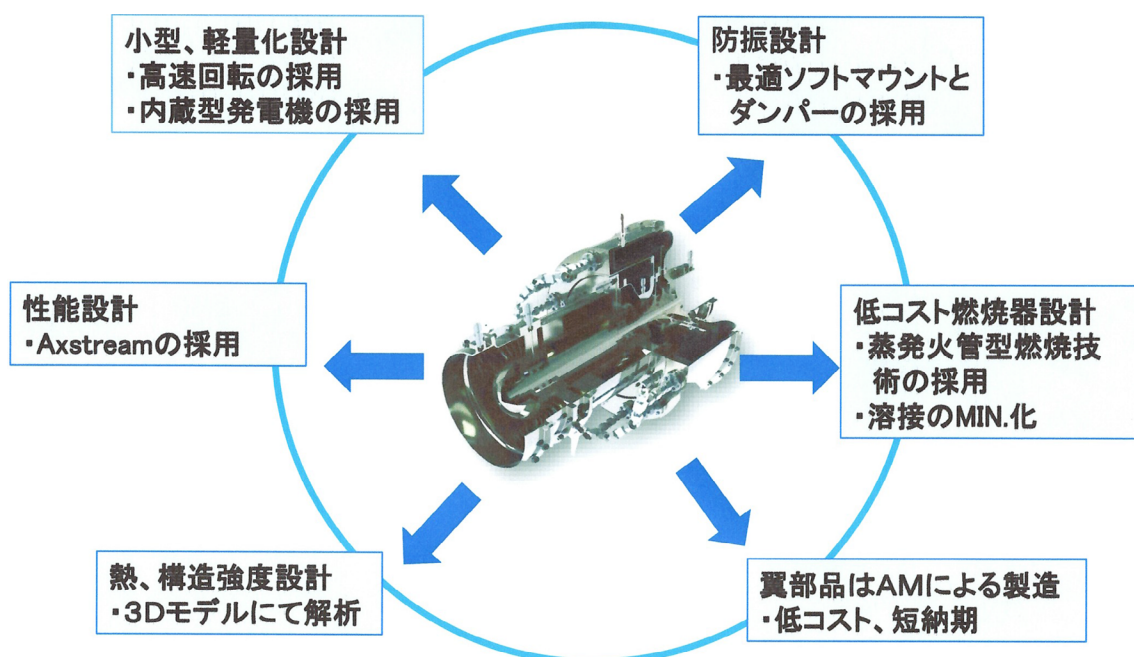 小型、軽量化設計
・高速回転の採用
・内蔵型発電機の採用
防振設計
・最適ソフトマウントと
ダンパーの採用
性能設計
・Axstreamの採用
低コスト燃焼器設計
・蒸発火管型燃焼技
術の採用
・溶接のMIN.化
熱、構造強度設計
・3Dモデルにて解析
翼部品はAMによる製造
・低コスト、短納期